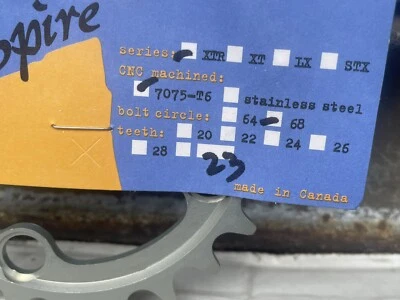 pire
series: XTR XT LX STX
CNC machined:
7075-T6 stainless steel
bolt circle: 64 68
teeth: 20 22 24 26
28 23
made in Canada